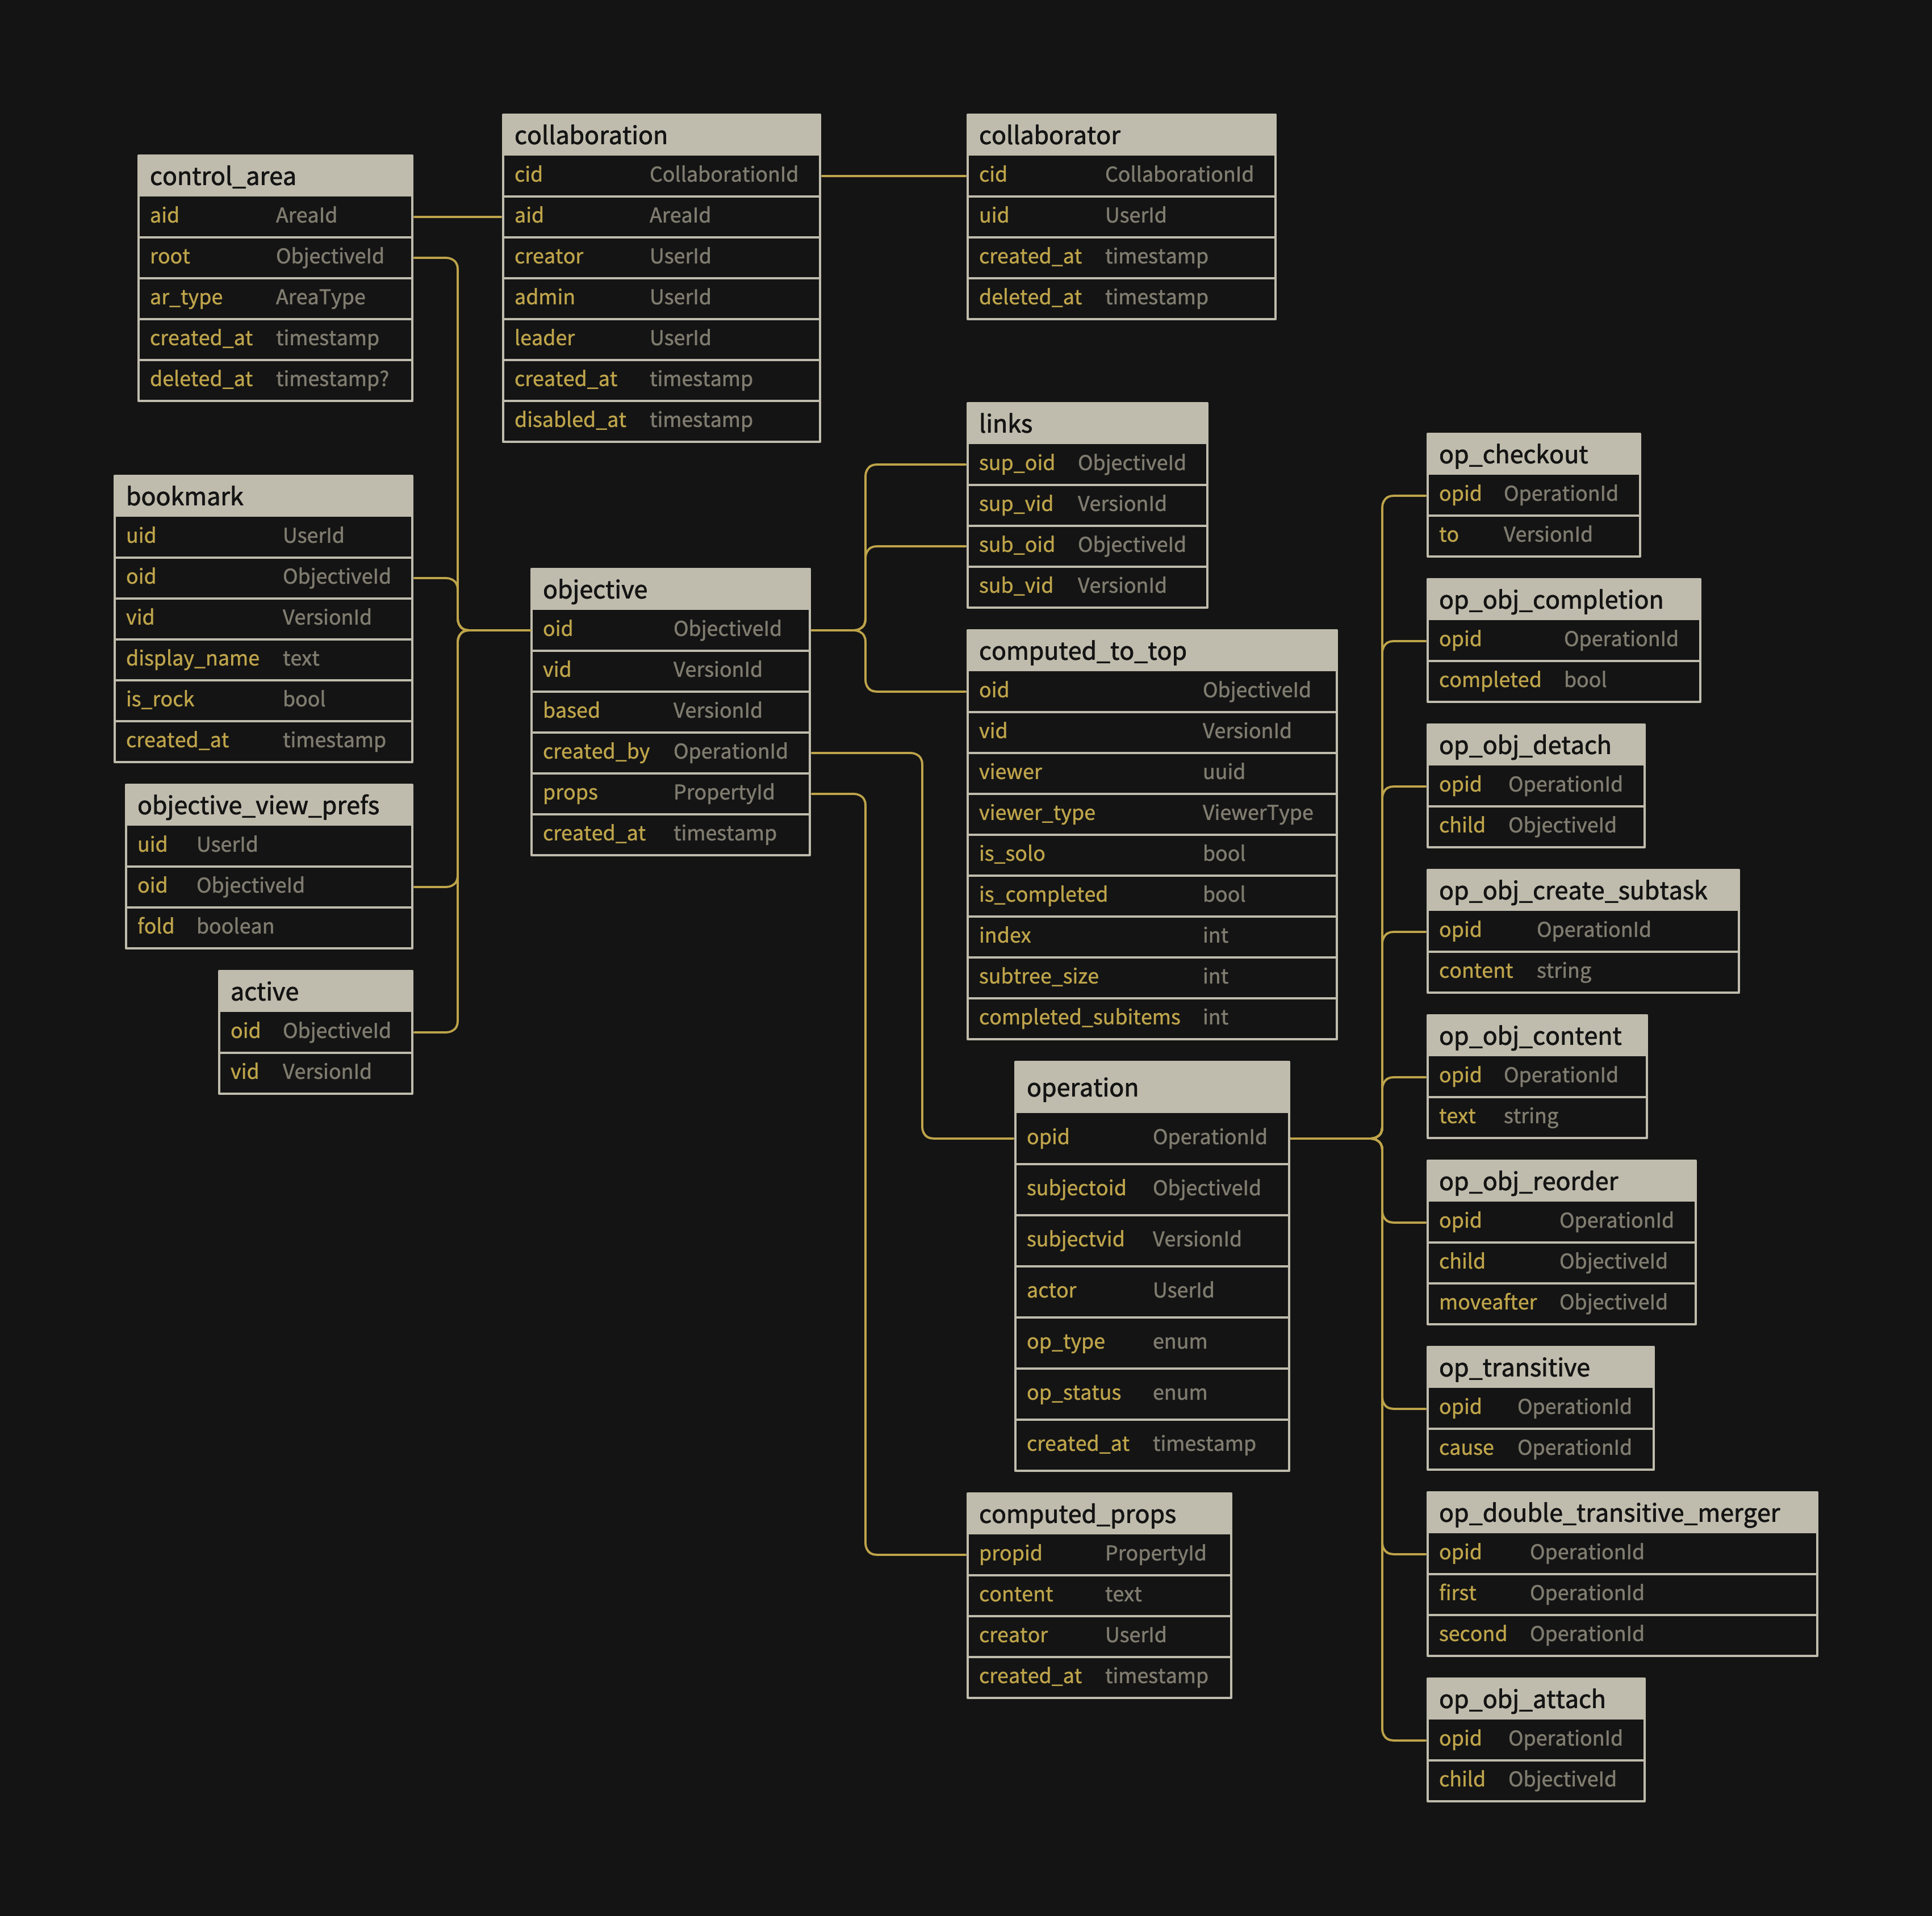 control_area
aid AreaId
root ObjectiveId
ar_type AreaType
created_at timestamp
deleted_at timestamp?
collaboration
cid CollaborationId
aid AreaId
creator UserId
admin UserId
leader UserId
created_at timestamp
disabled_at timestamp
collaborator
cid CollaborationId
uid UserId
created_at timestamp
deleted_at timestamp
bookmark
uid UserId
oid ObjectiveId
vid VersionId
display_name text
is_rock bool
created_at timestamp
objective_view_prefs
uid UserId
oid ObjectiveId
fold boolean
active
oid ObjectiveId
vid VersionId
objective
oid ObjectiveId
vid VersionId
based VersionId
created_by OperationId
props PropertyId
created_at timestamp
links
sup_oid ObjectiveId
sup_vid VersionId
sub_oid ObjectiveId
sub_vid VersionId
computed_to_top
oid ObjectiveId
vid VersionId
viewer uuid
viewer_type ViewerType
is_solo bool
is_completed bool
index int
subtree_size int
completed_subitems int
operation
opid OperationId
subjectoid ObjectiveId
subjectvid VersionId
actor UserId
op_type enum
op_status enum
created_at timestamp
computed_props
propid PropertyId
content text
creator UserId
created_at timestamp
op_checkout
opid OperationId
to VersionId
op_obj_completion
opid OperationId
completed bool
op_obj_detach
opid OperationId
child ObjectiveId
op_obj_create_subtask
opid OperationId
content string
op_obj_content
opid OperationId
text string
op_obj_reorder
opid OperationId
child ObjectiveId
moveafter ObjectiveId
op_transitive
opid OperationId
cause OperationId
op_double_transitive_merger
opid OperationId
first OperationId
second OperationId
op_obj_attach
opid OperationId
child ObjectiveId